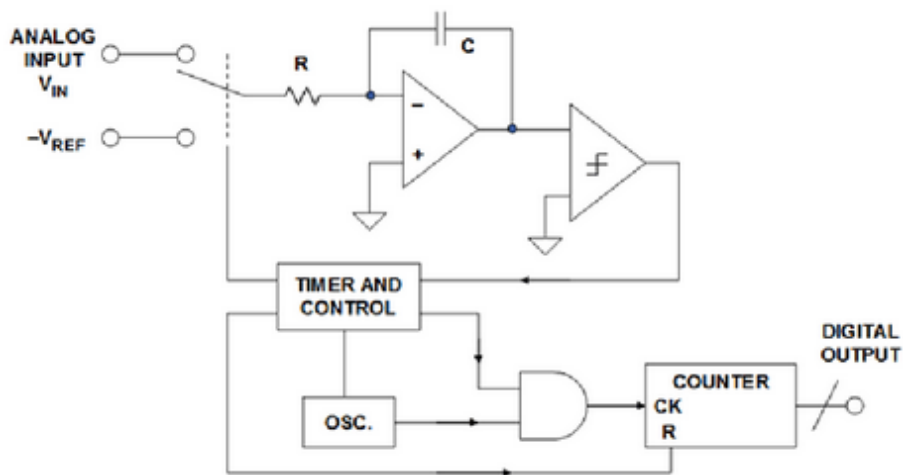 ANALOG
INPUT
VIN
–VREF
R
C
−
+
TIMER AND
CONTROL
OSC.
COUNTER
CK
R
DIGITAL
OUTPUT